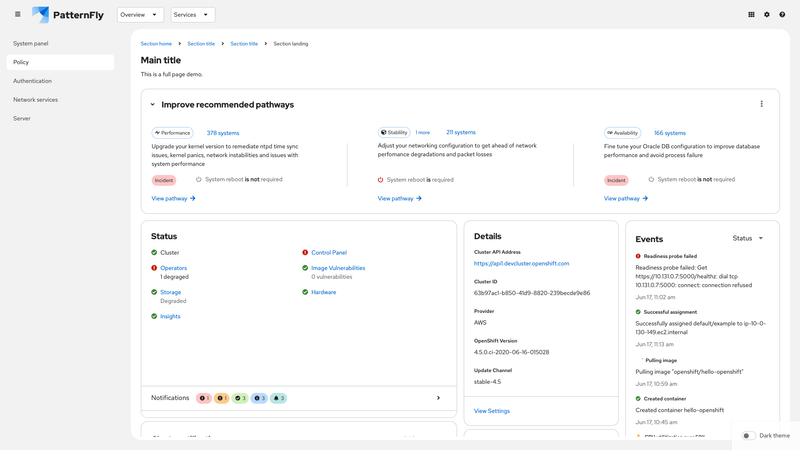 PatternFly
Overview
Services
System panel
Policy
Authentication
Network services
Server
Section home
Section title
Section title
Section landing
Main title
This is a full page demo.
Improve recommended pathways
Performance
378 systems
Upgrade your kernel version to remediate ntpd time sync
issues, kernel panics, network instabilities and issues with
system performance
Incident
System reboot is not required
View pathway
Stability
1 more
211 systems
Adjust your networking configuration to get ahead of network
perfomance degradations and packet losses
System reboot is required
View pathway
Availability
166 systems
Fine tune your Oracle DB configuration to improve database
performance and avoid process failure
Incident
System reboot is not required
View pathway
Status
Cluster
Control Panel
Operators
1 degraded
Image Vulnerabilities
0 vulnerabilities
Storage
Degraded
Hardware
Insights
Notifications
1
1
3
3
3
Details
Cluster API Address
https://api1.devcluster.openshift.com
Cluster ID
63b97ac1-b850-41d9-8820-239becde9e86
Provider
AWS
OpenShift Version
4.5.0.ci-2020-06-16-015028
Update Channel
stable-4.5
View Settings
Events
Status
Readiness probe failed
Readiness probe failed: Get
https://10.131.0.7:5000/healthz: dial tcp
10.131.0.7:5000: connect: connection refused
Jun 17, 11:02 am
Successful assignment
Successfully assigned default/example to ip-10-0-
130-149.ec2.internal
Jun 17, 11:13 am
Pulling image
Pulling image "openshift/hello-openshift"
Jun 17, 10:59 am
Created container
Created container hello-openshift
Jun 17, 10:45 am
Dark theme